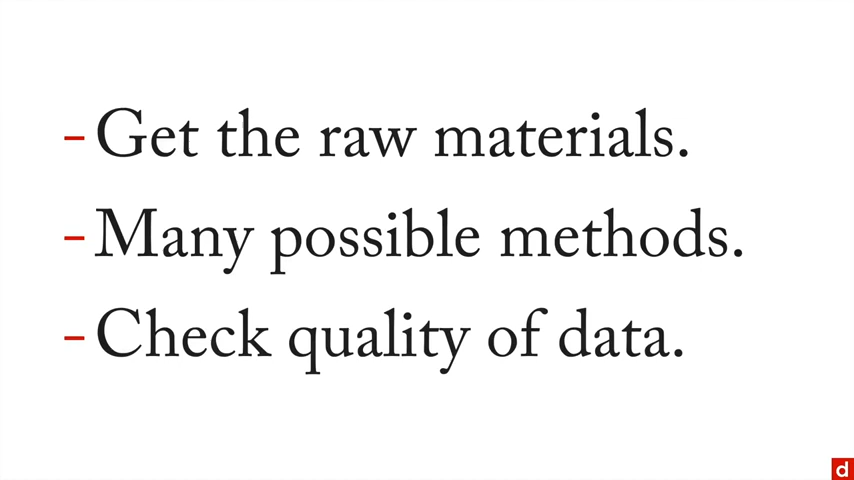 - Get the raw materials.
- Many possible methods.
- Check quality of data.
d